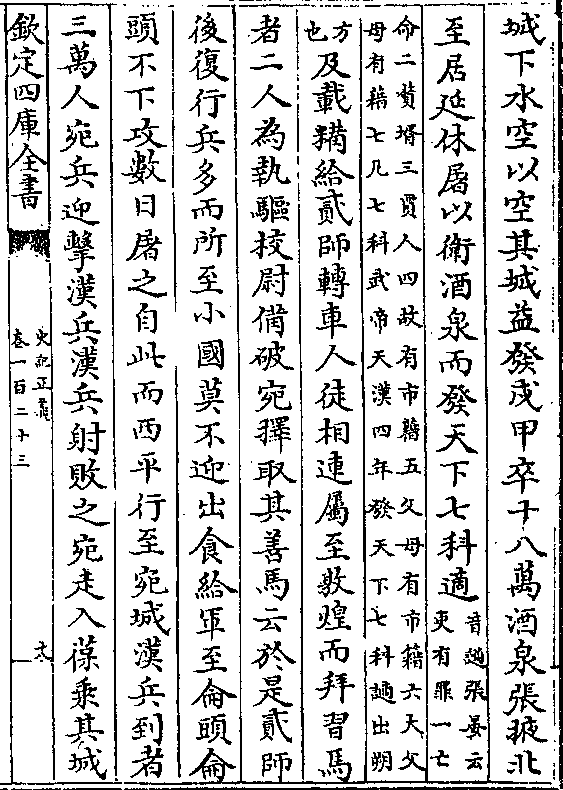 城下水空以空其城益發戍甲卒十八萬酒泉張掖北
至居延休屠以衛酒泉而發天下七科適音謫張晏云吏有罪一亡
命二贅壻三賈人四故有市籍五父母有市籍六大父母有籍七凡七科武帝天漢四年發天下七科謫出朔
方也及載糒給貳師轉車人徒相連屬至敦煌而拜習馬
者二人為執驅校尉備破宛擇取其善馬云於是貳師
後復行兵多而所至小國莫不迎出食給軍至侖頭侖
頭不下攻數日屠之自此而西平行至宛城漢兵到者
三萬人宛兵迎擊漢兵漢兵射敗之宛走入葆乗其城
欽定四庫全書
史記正義
卷一百二十三